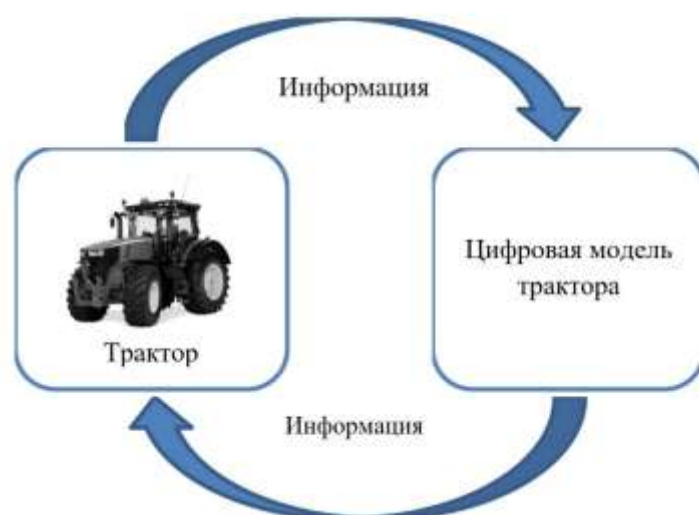 Информация
Трактор
Цифровая модель
трактора
Информация